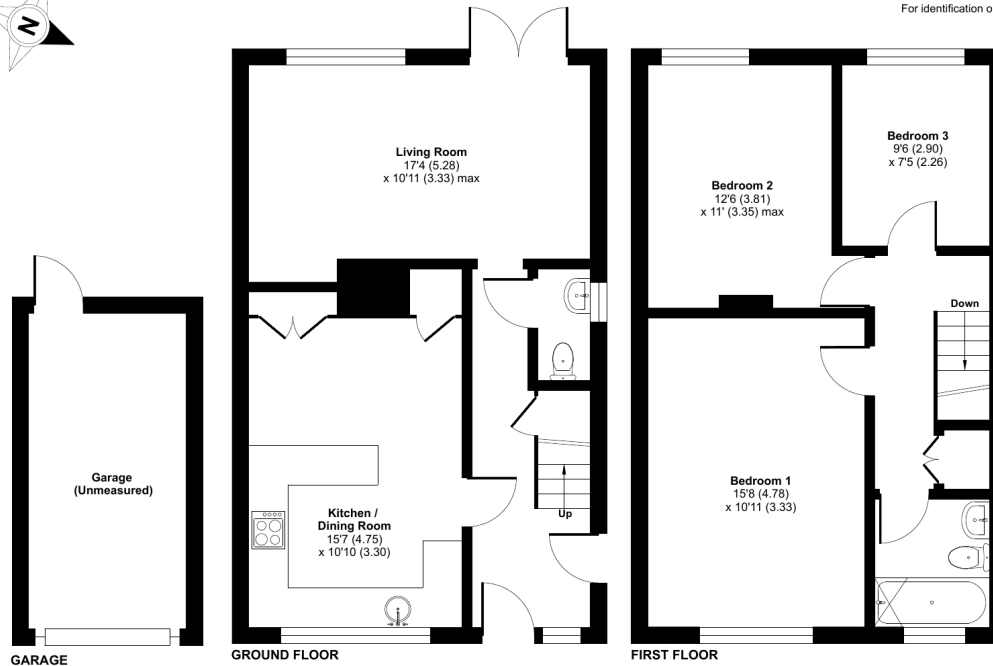 For identification o
N
Living Room
17'4 (5.28)
x 10'11 (3.33) max
Bedroom 3
9'6 (2.90)
x 7'5 (2.26)
Bedroom 2
12'6 (3.81)
x 11' (3.35) max
Down
Garage
(Unmeasured)
Kitchen /
Dining Room
15'7 (4.75)
x 10'10 (3.30)
Up
Bedroom 1
15'8 (4.78)
x 10'11 (3.33)
GARAGE
GROUND FLOOR
FIRST FLOOR